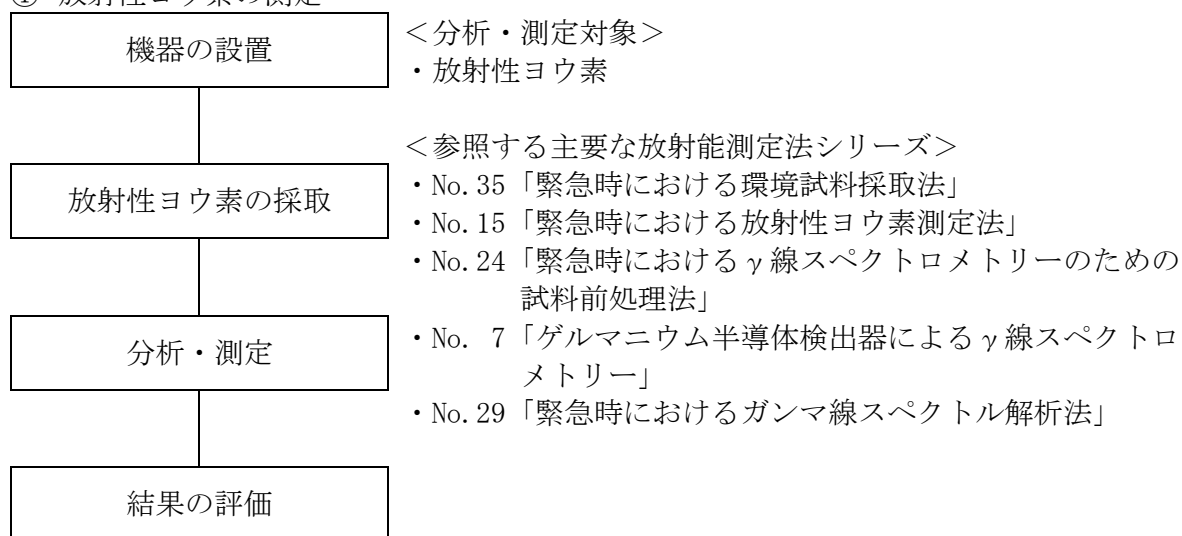 ① 放射性ヨウ素の測定
機器の設置
放射性ヨウ素の採取
分析・測定
結果の評価
＜分析・測定対象＞
・放射性ヨウ素
＜参照する主要な放射能測定法シリーズ＞
・No.35「緊急時における環境試料採取法」
・No.15「緊急時における放射性ヨウ素測定法」
・No.24「緊急時におけるγ線スペクトロメトリーのための
試料前処理法」
・No. 7「ゲルマニウム半導体検出器によるγ線スペクトロ
メトリー」
・No.29「緊急時におけるガンマ線スペクトル解析法」